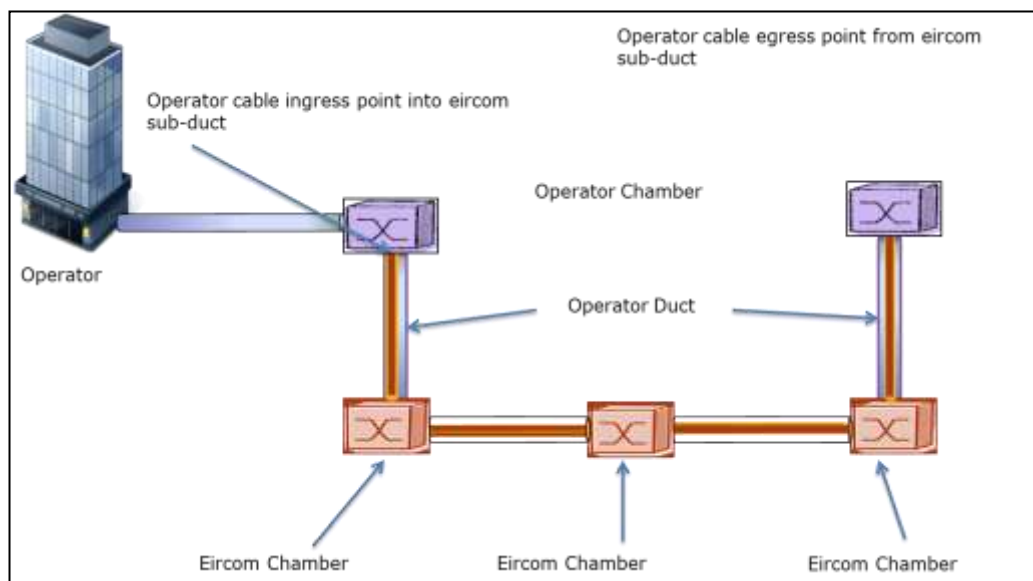 Operator cable egress point from eircom
sub-duct
Operator cable ingress point into eircom
sub-duct
Operator Chamber
Operator
Operator Duct
Eircom Chamber
Eircom Chamber
Eircom Chamber